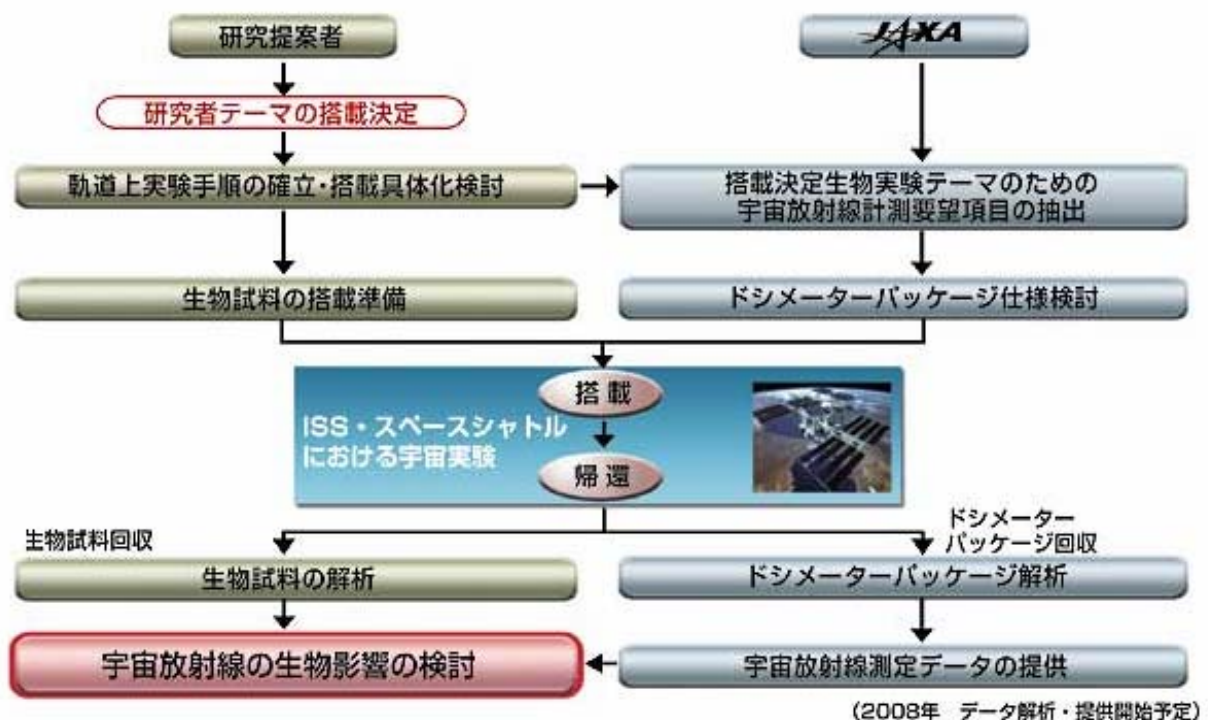 研究提案者
JAXA
研究者テーマの搭載決定
軌道上実験手順の確立・搭載具体化検討
搭載決定生物実験テーマのための
宇宙放射線計測要望項目の抽出
生物試料の搭載準備
ドシメーターパッケージ仕様検討
搭載
ISS・スペースシャトル
における宇宙実験
帰還
生物試料回収
ドシメーター
パッケージ回収
生物試料の解析
ドシメーターパッケージ解析
宇宙放射線の生物影響の検討
宇宙放射線測定データの提供
(2008年 データ解析・提供開始予定)